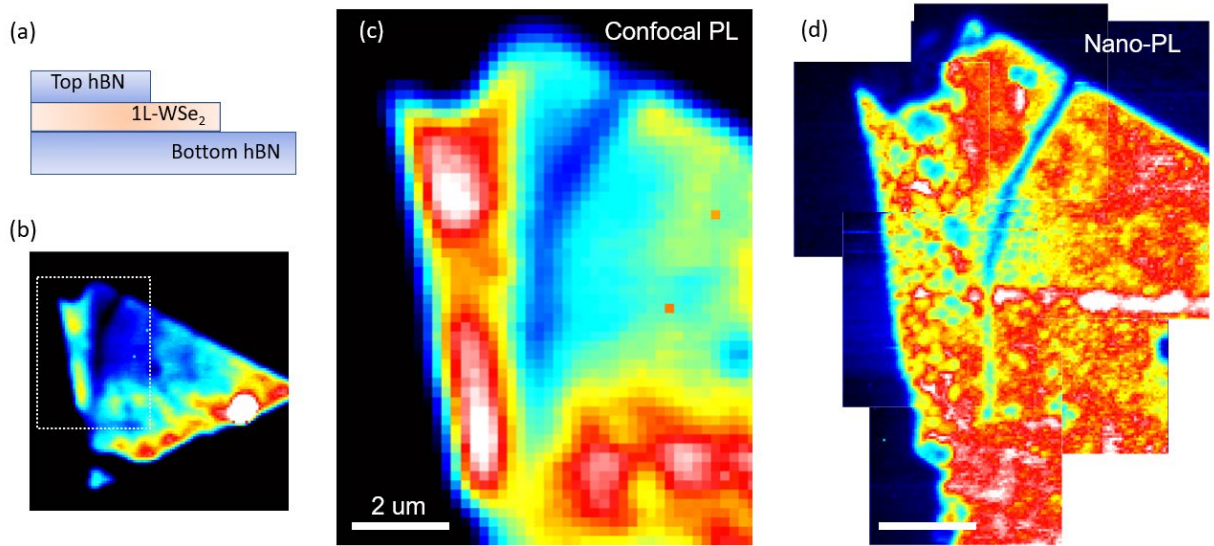 (a)
Top hBN
1L-WSe₂
Bottom hBN
(b)
(c)
Confocal PL
2 um
(d)
Nano-PL